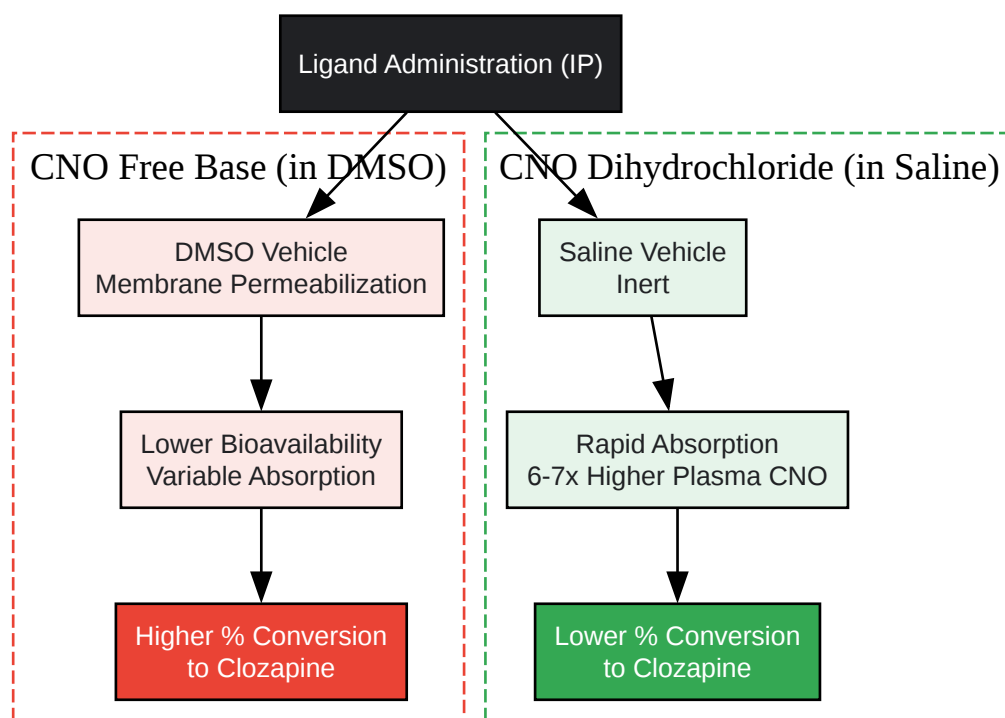 Ligand Administration (IP)
CNO Free Base (in DMSO)
DMSO Vehicle
Membrane Permeabilization
Lower Bioavailability
Variable Absorption
Higher % Conversion
to Clozapine
CNO Dihydrochloride (in Saline)
Saline Vehicle
Inert
Rapid Absorption
6-7x Higher Plasma CNO
Lower % Conversion
to Clozapine